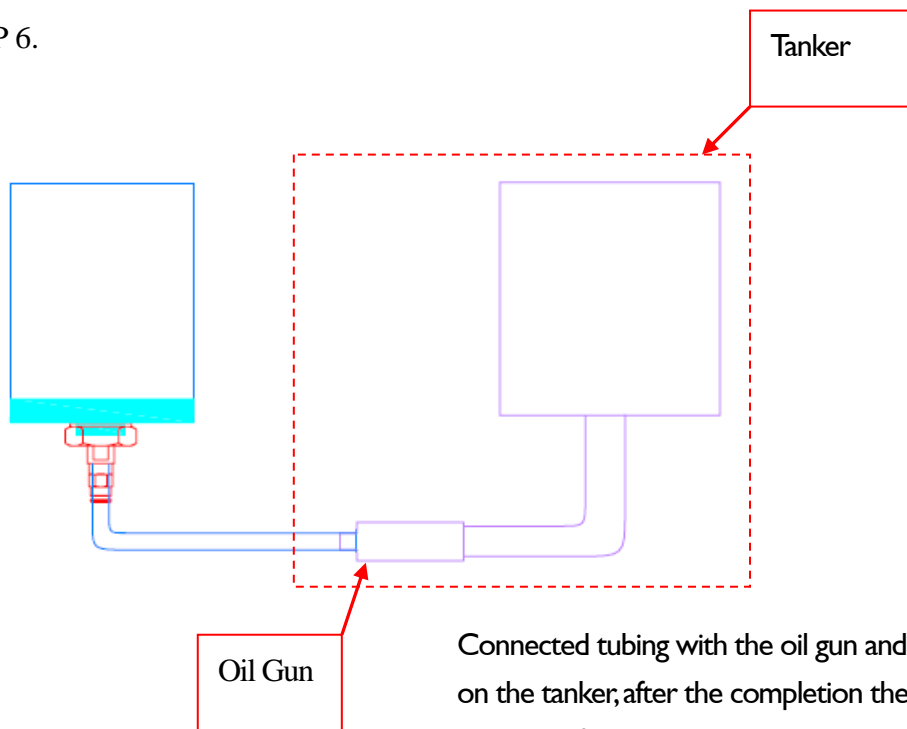 P 6.
Tanker
Oil Gun
Connected tubing with the oil gun and
on the tanker, after the completion the